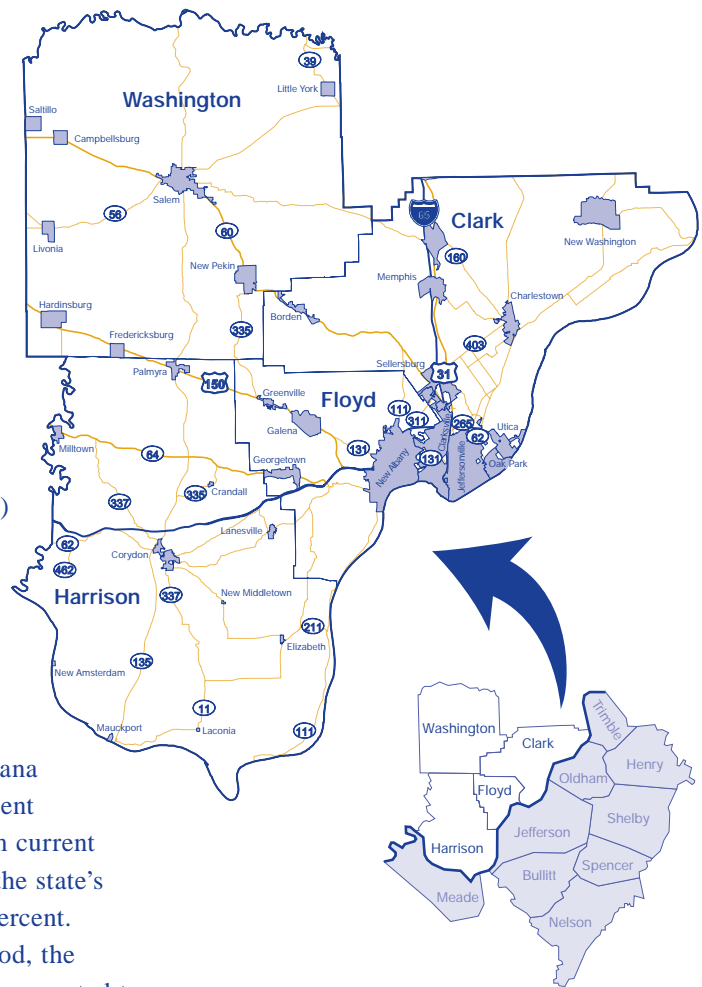 39
Little York
Washington
Saltillo
Campbellsburg
Salem
65
Clark
56
60
New Washington
Livonia
160
New Pekin
Memphis
Charlestown
Hardinsburg
Borden
335
Fredericksburg
403
Palmyra
Sellersburg
31
150
Greenville
Floyd
111
311
Galena
265
Utica
62
Clarksville
131
Milltown
64
Georgetown
New Albany
131
Jeffersonville
Oak Park
335
Crandall
337
)
Lanesville
62
Corydon
462
Harrison
337
New Middletown
211
Elizabeth
135
New Amsterdam
11
Mauckport
Laconia
111
Trimble
Washington
Clark
ana
Henry
Oldham
ent
Floyd
n current
Shelby
Jefferson
the state's
Harrison
Spencer
ercent.
Bullitt
Meade
od, the
Nelson